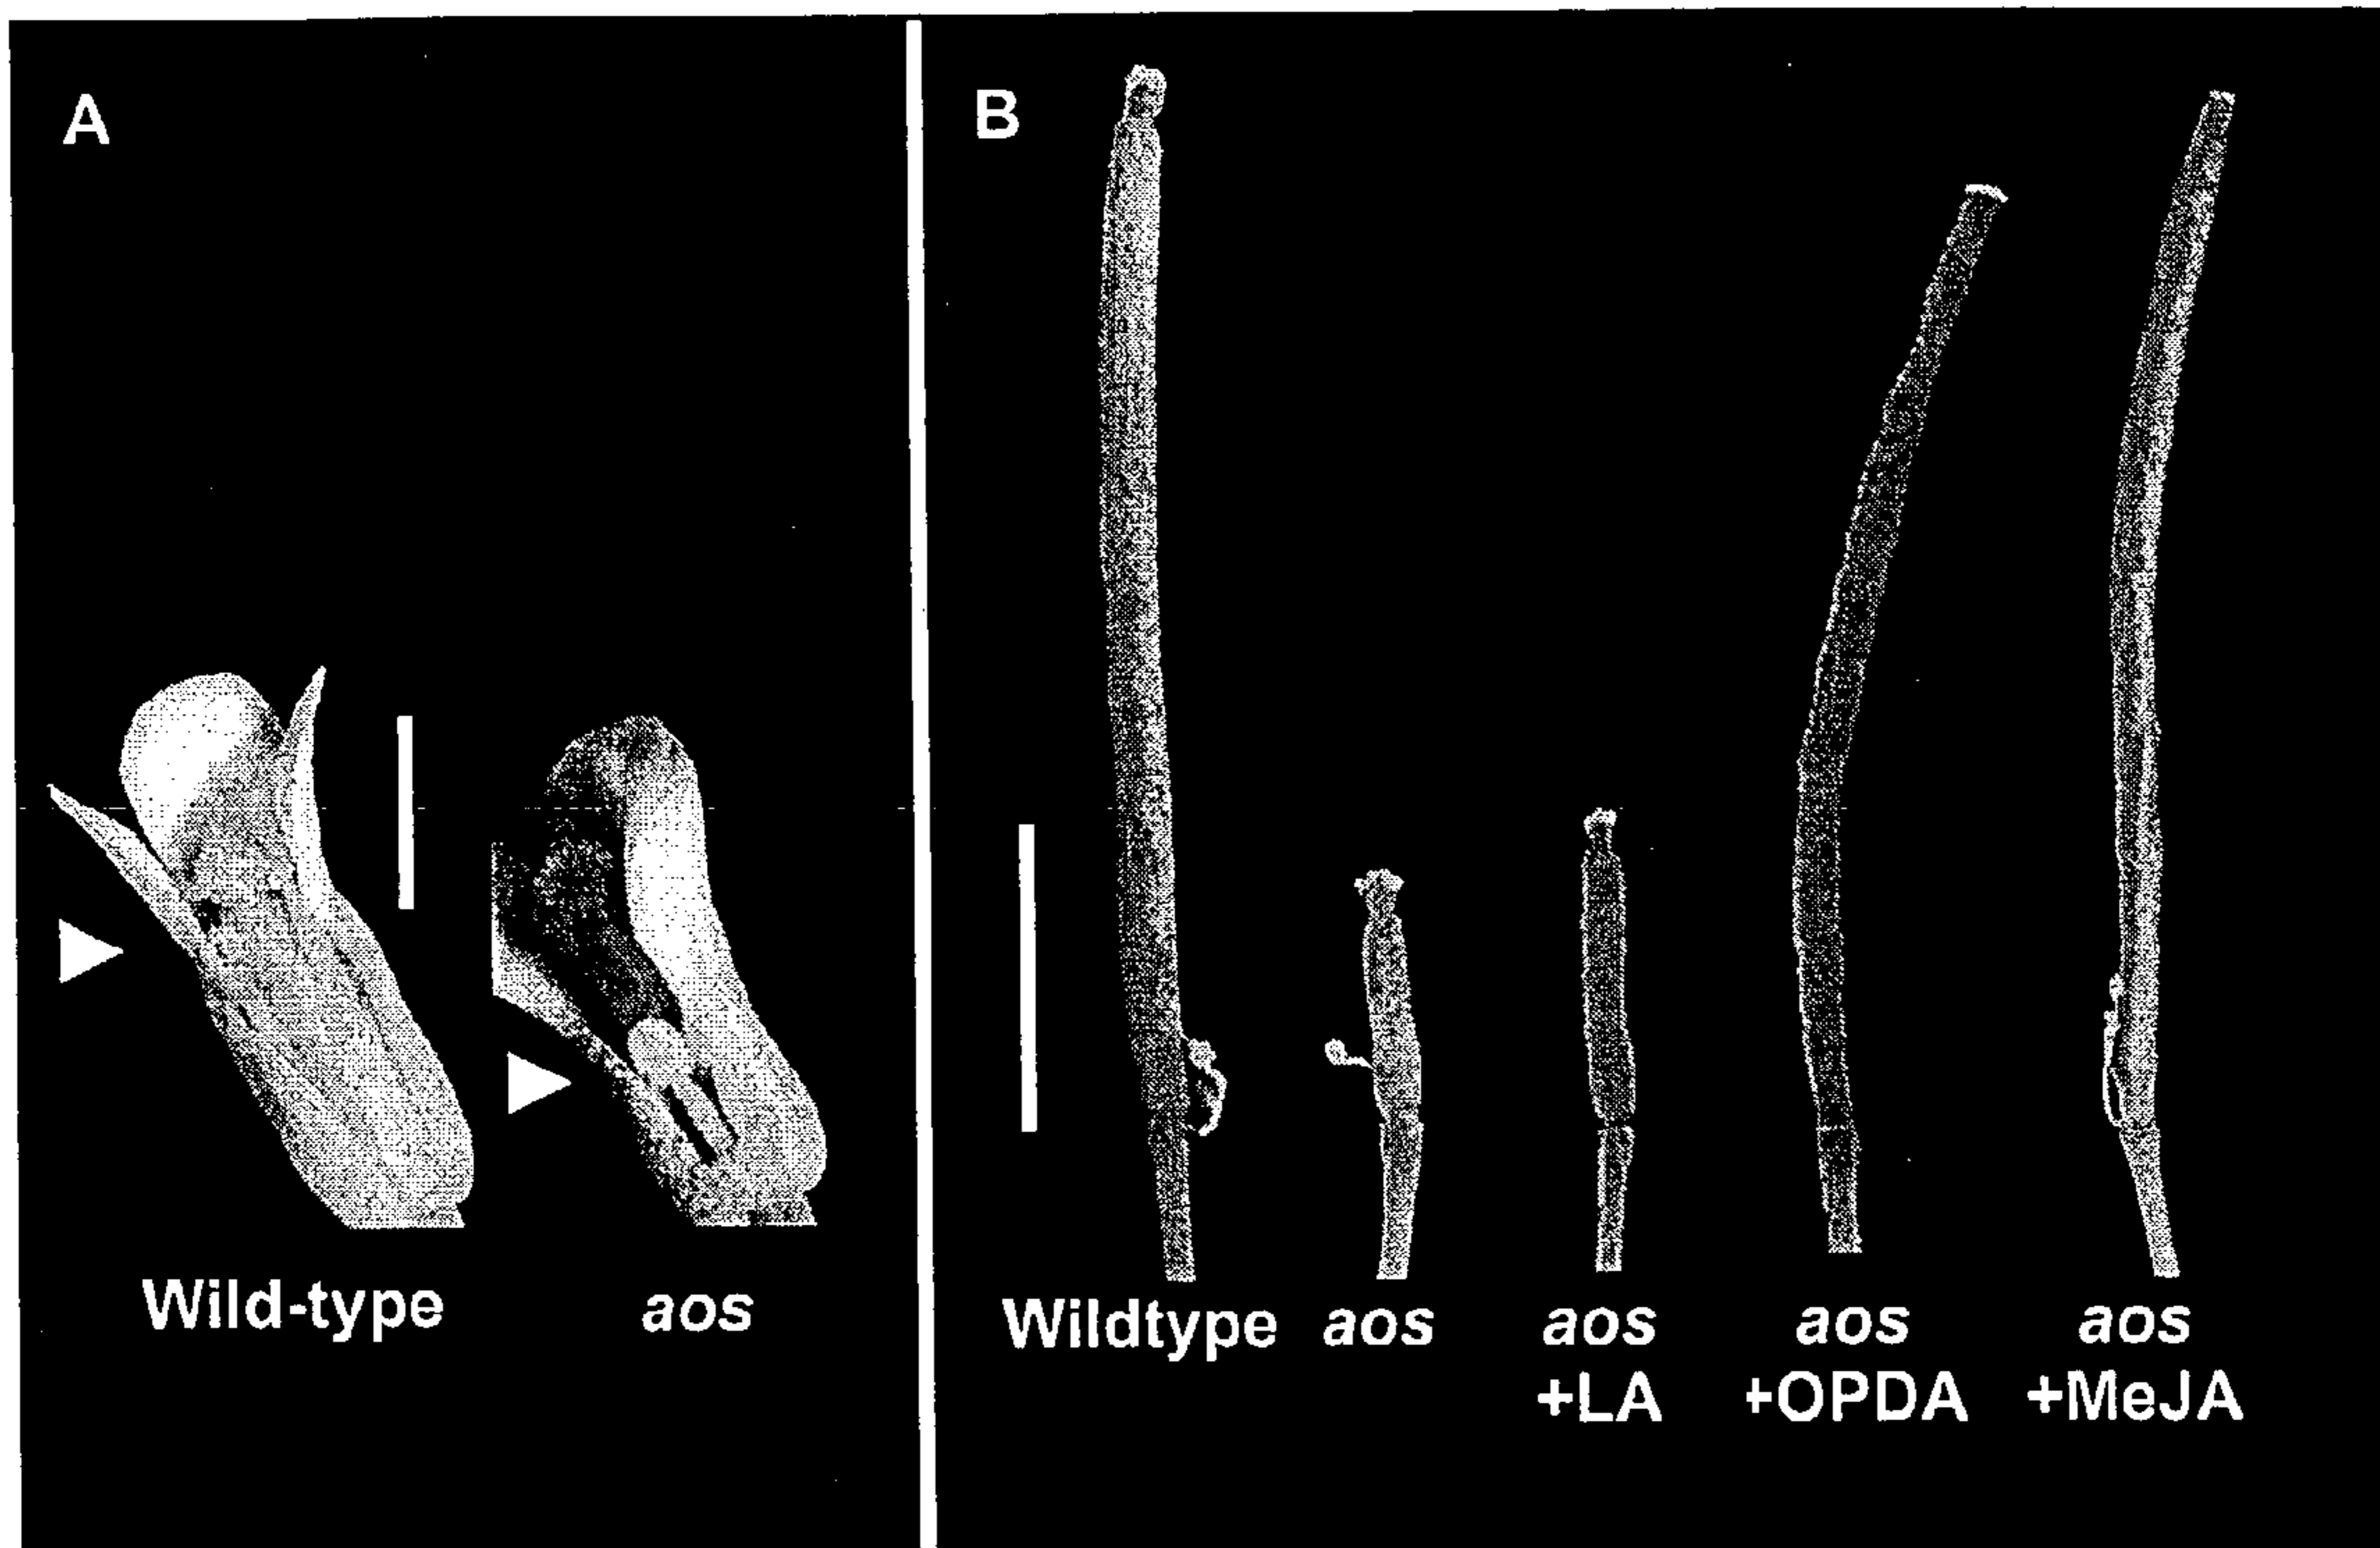 A
B
Wild-type aos
Wildtype aos aos aos aos
+LA +OPDA +MeJA